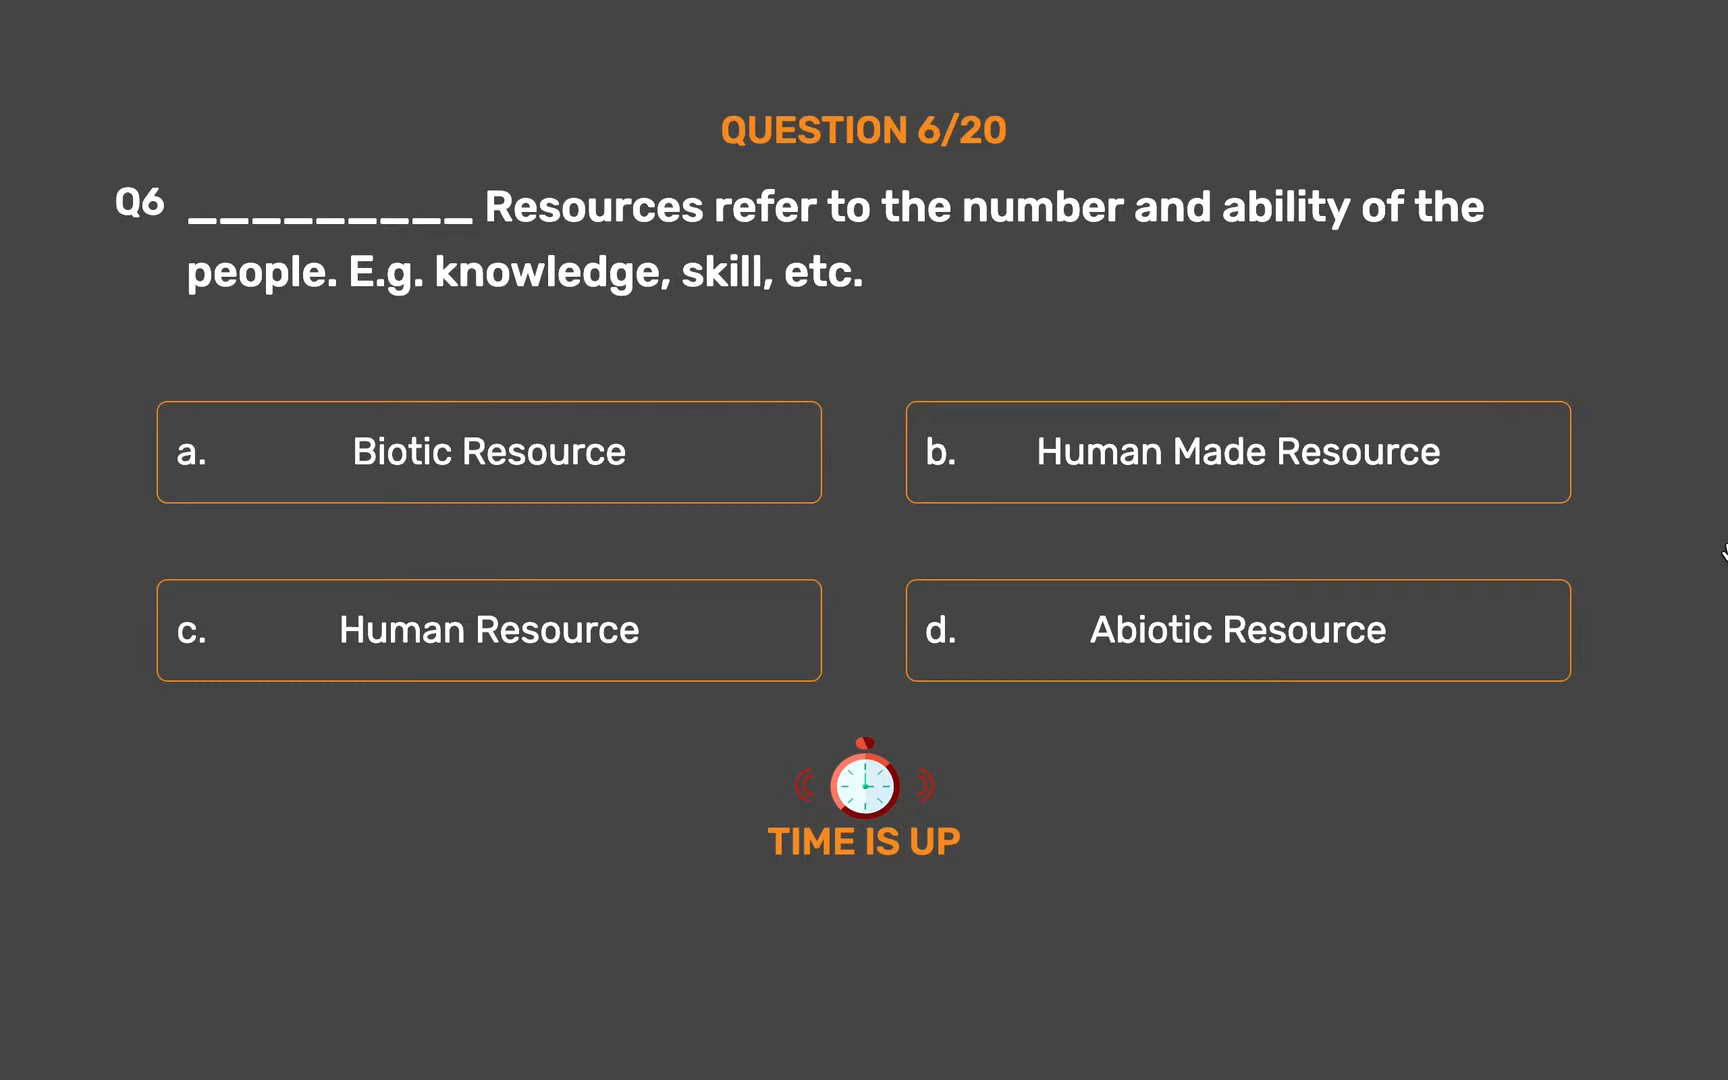 QUESTION 6/20
Q6 _________ Resources refer to the number and ability of the
people. E.g. knowledge, skill, etc.
a. Biotic Resource
b. Human Made Resource
c. Human Resource
d. Abiotic Resource
TIME IS UP